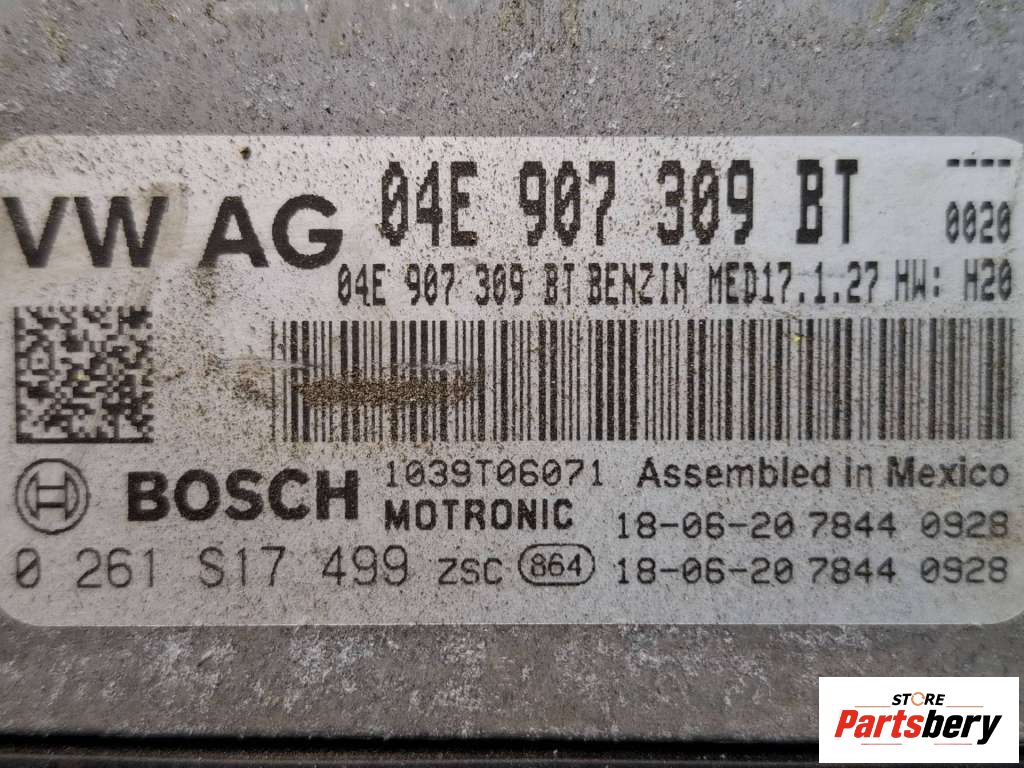 VW AG 04E 907 309 BT ----
0020
04E 907 309 BT BENZIN MED17.1.27 HW: H20
BOSCH 1039T06071 Assembled in Mexico
MOTRONIC 18-06-20 7844 0928
0 261 S17 499 ZSC 864 18-06-20 7844 0928
STORE
Partsbery